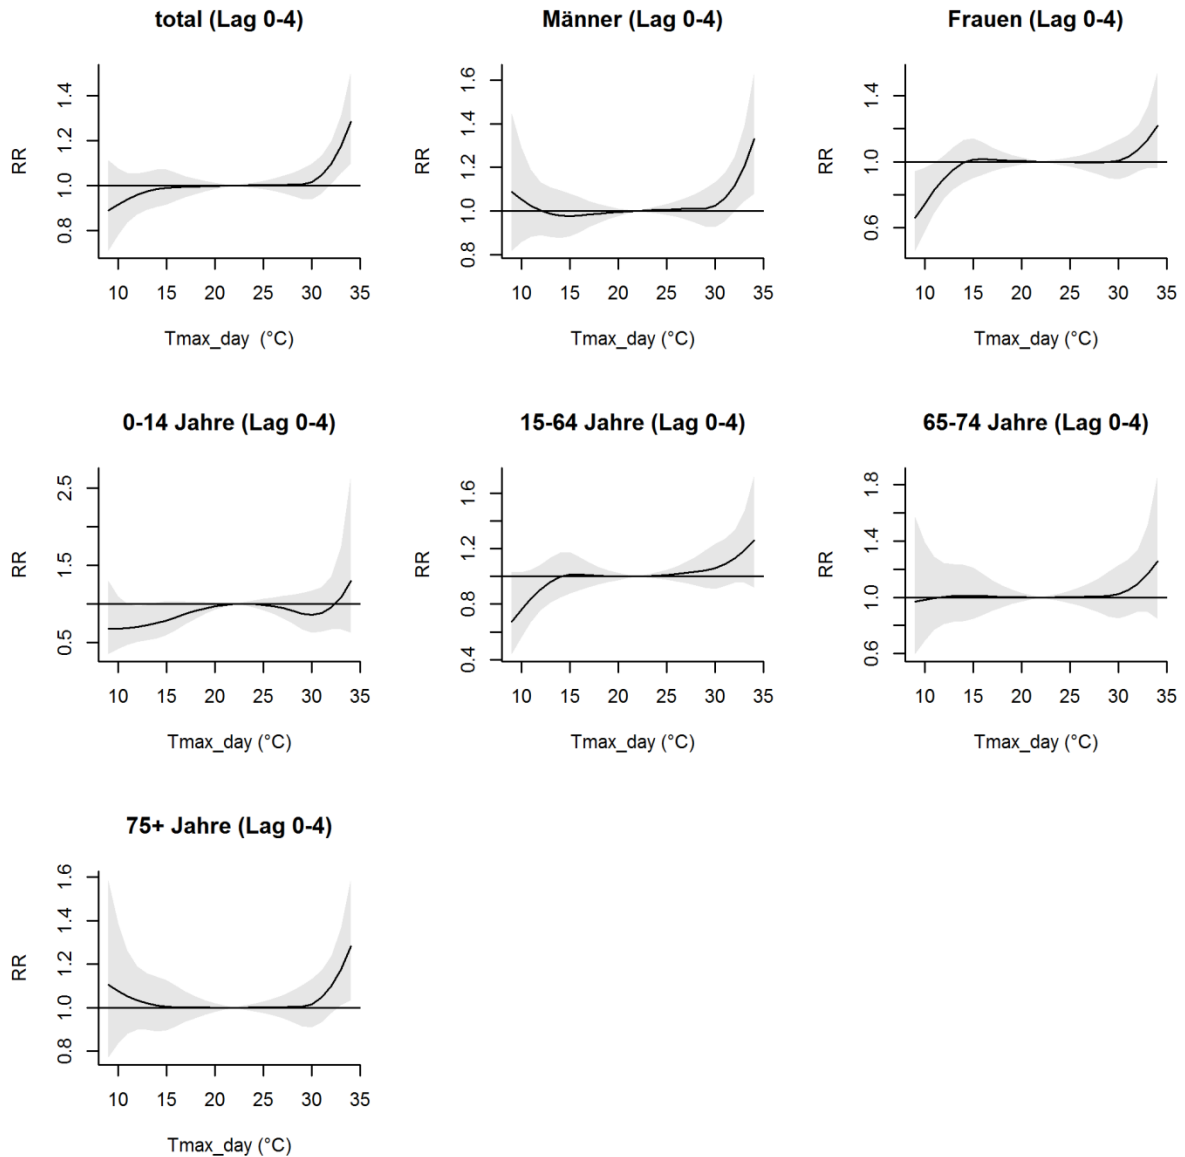 total (Lag 0-4)
RR
0.8 1.0 1.2 1.4
10 15 20 25 30 35
Tmax_day (°C)
Männer (Lag 0-4)
RR
0.8 1.0 1.2 1.4 1.6
10 15 20 25 30 35
Tmax_day (°C)
Frauen (Lag 0-4)
RR
0.6 1.0 1.4
10 15 20 25 30 35
Tmax_day (°C)
0-14 Jahre (Lag 0-4)
RR
0.5 1.5 2.5
10 15 20 25 30 35
Tmax_day (°C)
15-64 Jahre (Lag 0-4)
RR
0.4 0.8 1.2 1.6
10 15 20 25 30 35
Tmax_day (°C)
65-74 Jahre (Lag 0-4)
RR
0.6 1.0 1.4 1.8
10 15 20 25 30 35
Tmax_day (°C)
75+ Jahre (Lag 0-4)
RR
0.8 1.0 1.2 1.4 1.6
10 15 20 25 30 35
Tmax_day (°C)